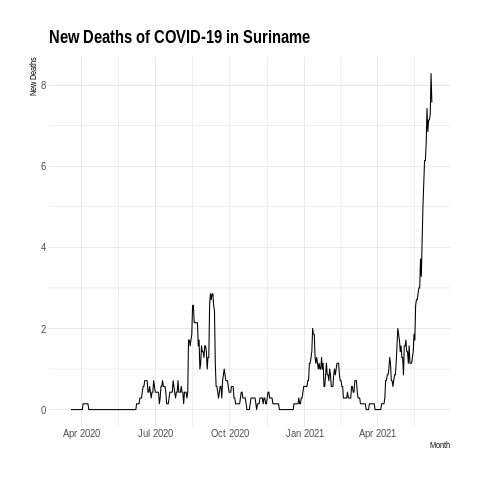 New Deaths of COVID-19 in Suriname
New Deaths
8
6
4
2
0
Apr 2020 Jul 2020 Oct 2020 Jan 2021 Apr 2021
Month